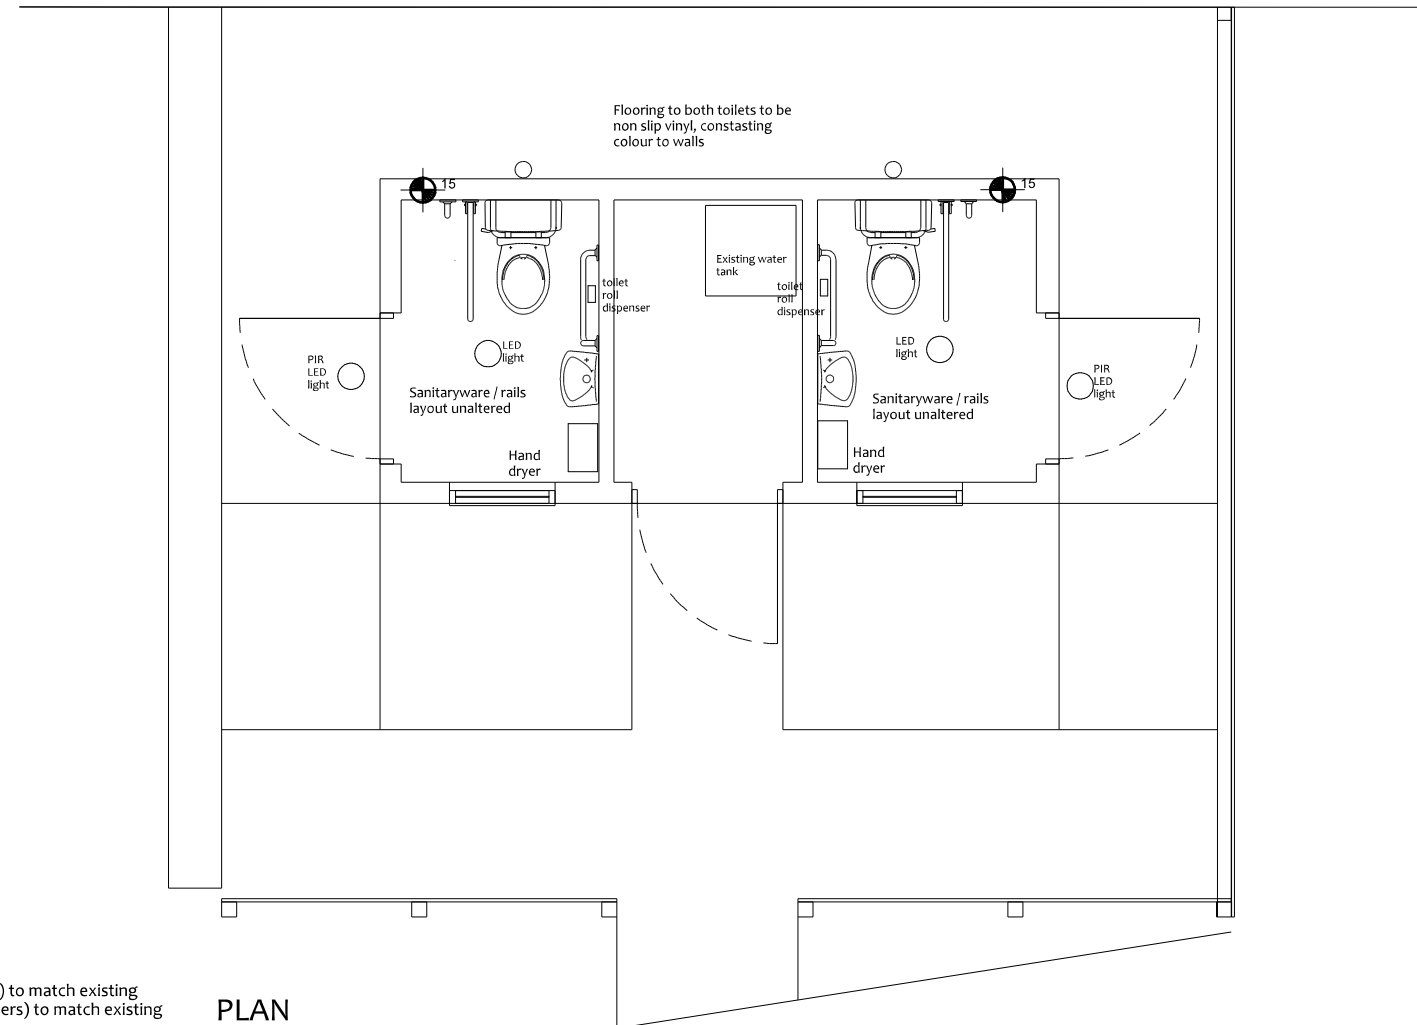 Flooring to both toilets to be
non slip vinyl, constasting
colour to walls
15
15
Existing water
tank
toilet
roll
dispenser
toilet
roll
dispenser
LED
light
LED
light
PIR
LED
light
PIR
LED
light
Sanitaryware / rails
layout unaltered
Sanitaryware / rails
layout unaltered
Hand
dryer
Hand
dryer
) to match existing
ers) to match existing
PLAN